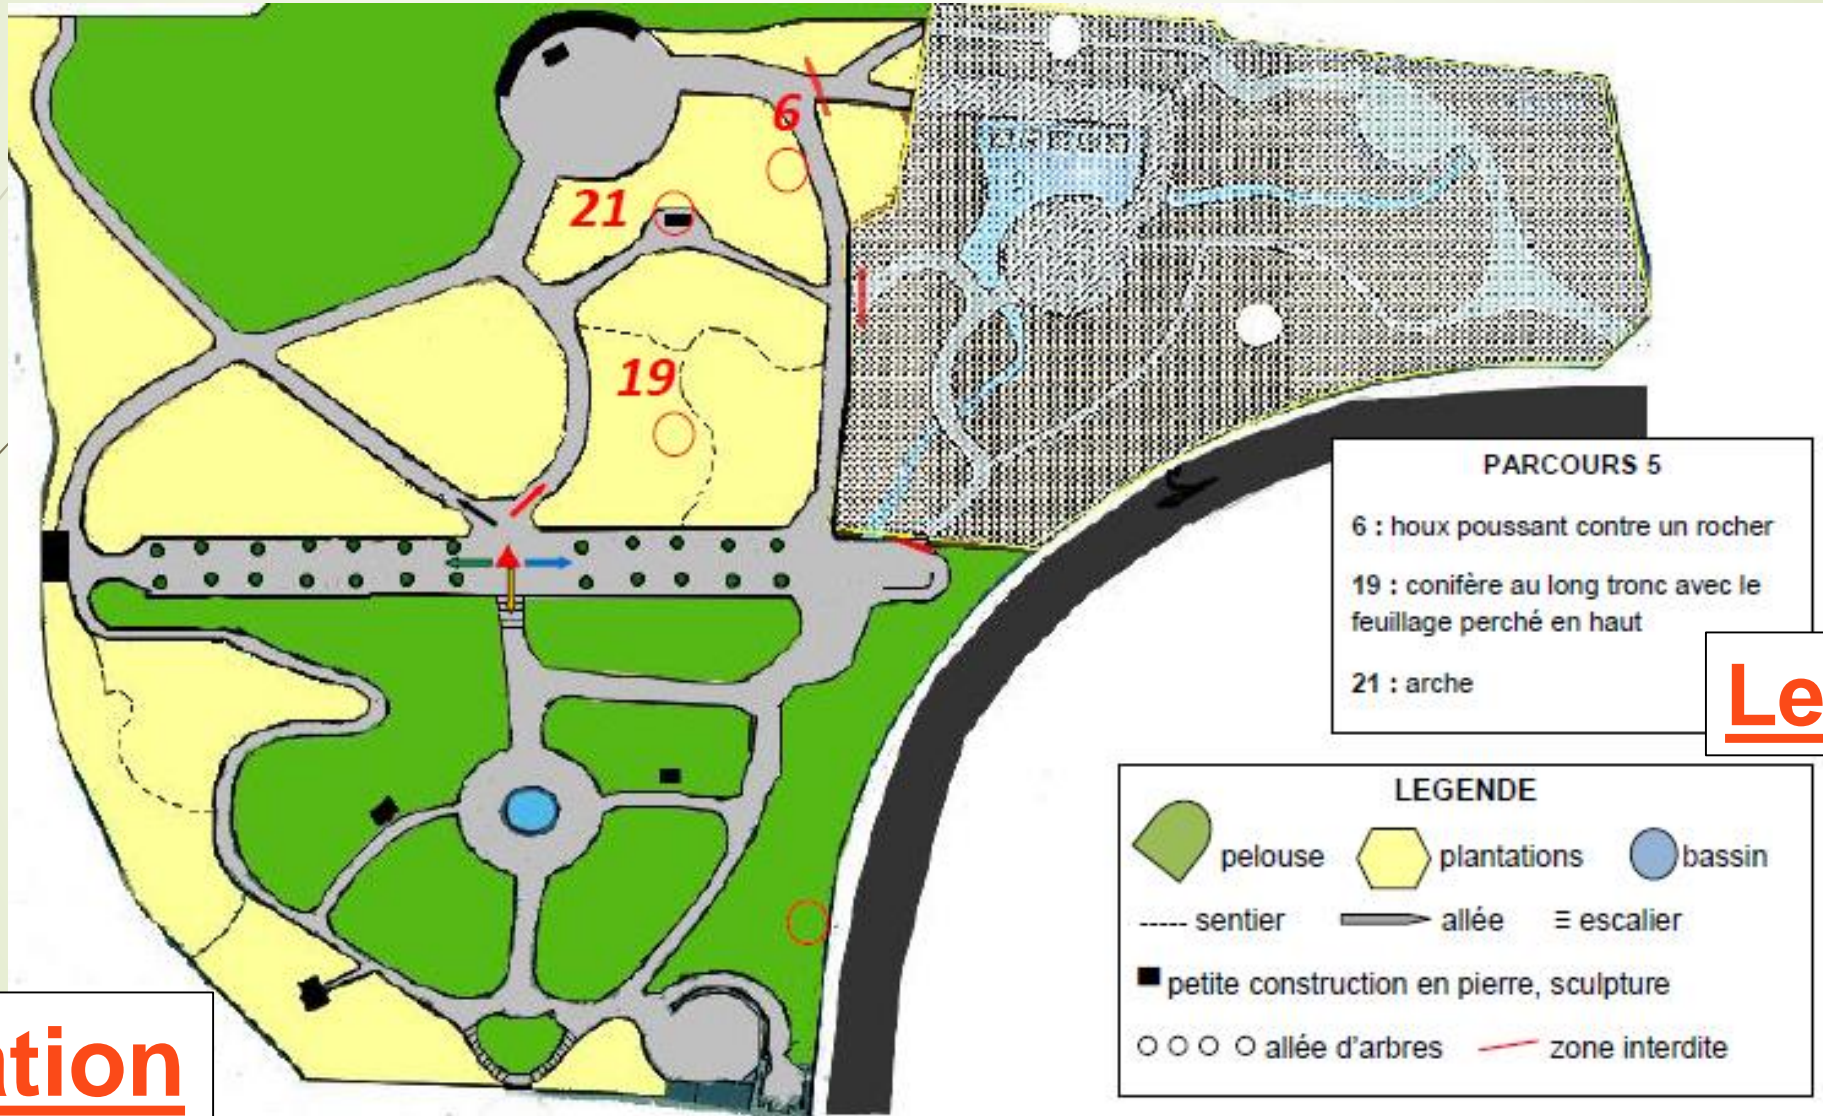 6
21
19
PARCOURS 5
6 : houx poussant contre un rocher
19 : conifère au long tronc avec le
feuillage perché en haut
21 : arche
Le
LEGENDE
pelouse plantations bassin
sentier allée escalier
petite construction en pierre, sculpture
allée d'arbres zone interdite
ation